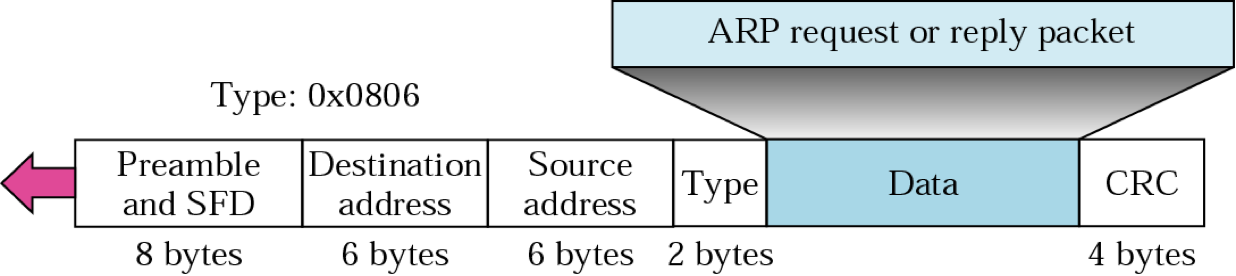 ARP request or reply packet
Type: 0x0806
Preamble and SFD
Destination address
Source address
Type
Data
CRC
8 bytes
6 bytes
6 bytes
2 bytes
4 bytes